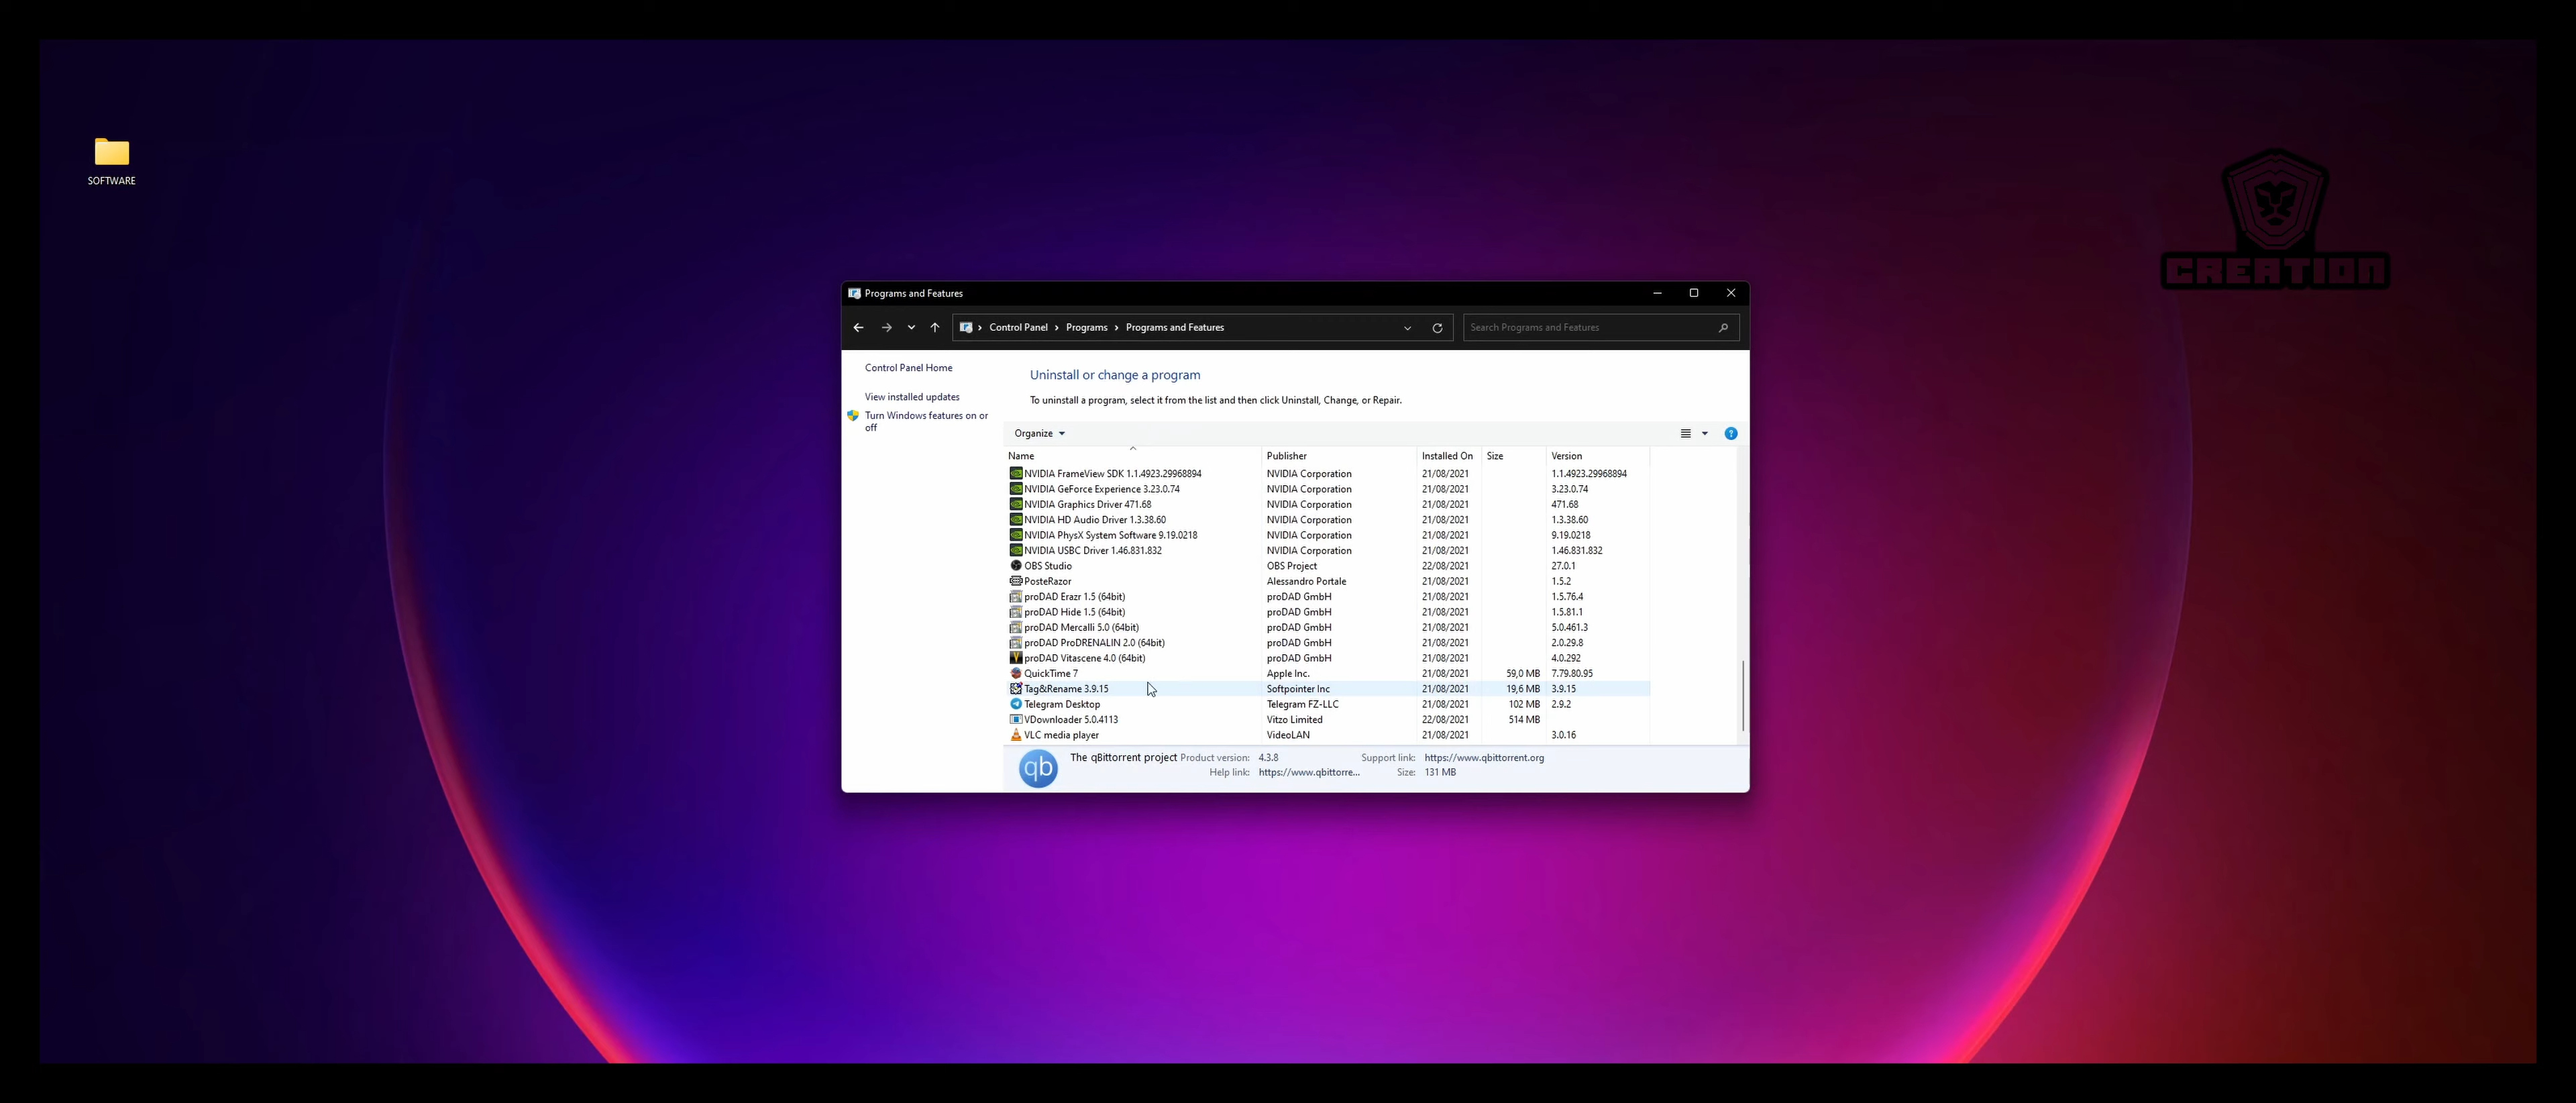 SOFTWARE
CREATION
Programs and Features
Control Panel > Programs > Programs and Features
Search Programs and Features
Control Panel Home
View installed updates
Turn Windows features on or
off
Uninstall or change a program
To uninstall a program, select it from the list and then click Uninstall, Change, or Repair.
Organize
Name Publisher Installed On Size Version
NVIDIA FrameView SDK 1.1.4923.29968894 NVIDIA Corporation 21/08/2021 1.1.4923.29968894
NVIDIA GeForce Experience 3.23.0.74 NVIDIA Corporation 21/08/2021 3.23.0.74
NVIDIA Graphics Driver 471.68 NVIDIA Corporation 21/08/2021 471.68
NVIDIA HD Audio Driver 1.3.38.60 NVIDIA Corporation 21/08/2021 1.3.38.60
NVIDIA PhysX System Software 9.19.0218 NVIDIA Corporation 21/08/2021 9.19.0218
NVIDIA USBC Driver 1.46.831.832 NVIDIA Corporation 21/08/2021 1.46.831.832
OBS Studio OBS Project 22/08/2021 27.0.1
PosteRazor Alessandro Portale 21/08/2021 1.5.2
proDAD Erazr 1.5 (64bit) proDAD GmbH 21/08/2021 1.5.76.4
proDAD Hide 1.5 (64bit) proDAD GmbH 21/08/2021 1.5.81.1
proDAD Mercalli 5.0 (64bit) proDAD GmbH 21/08/2021 5.0.461.3
proDAD ProDRENALIN 2.0 (64bit) proDAD GmbH 21/08/2021 2.0.29.8
proDAD Vitascene 4.0 (64bit) proDAD GmbH 21/08/2021 4.0.292
QuickTime 7 Apple Inc. 21/08/2021 59,0 MB 7.79.80.95
Tag&Rename 3.9.15 Softpointer Inc 21/08/2021 19,6 MB 3.9.15
Telegram Desktop Telegram FZ-LLC 21/08/2021 102 MB 2.9.2
VDownloader 5.0.4113 Vitzo Limited 22/08/2021 514 MB
VLC media player VideoLAN 21/08/2021 3.0.16
qb The qBittorrent project Product version: 4.3.8 Support link: https://www.qbittorrent.org
Help link: https://www.qbittorre... Size: 131 MB